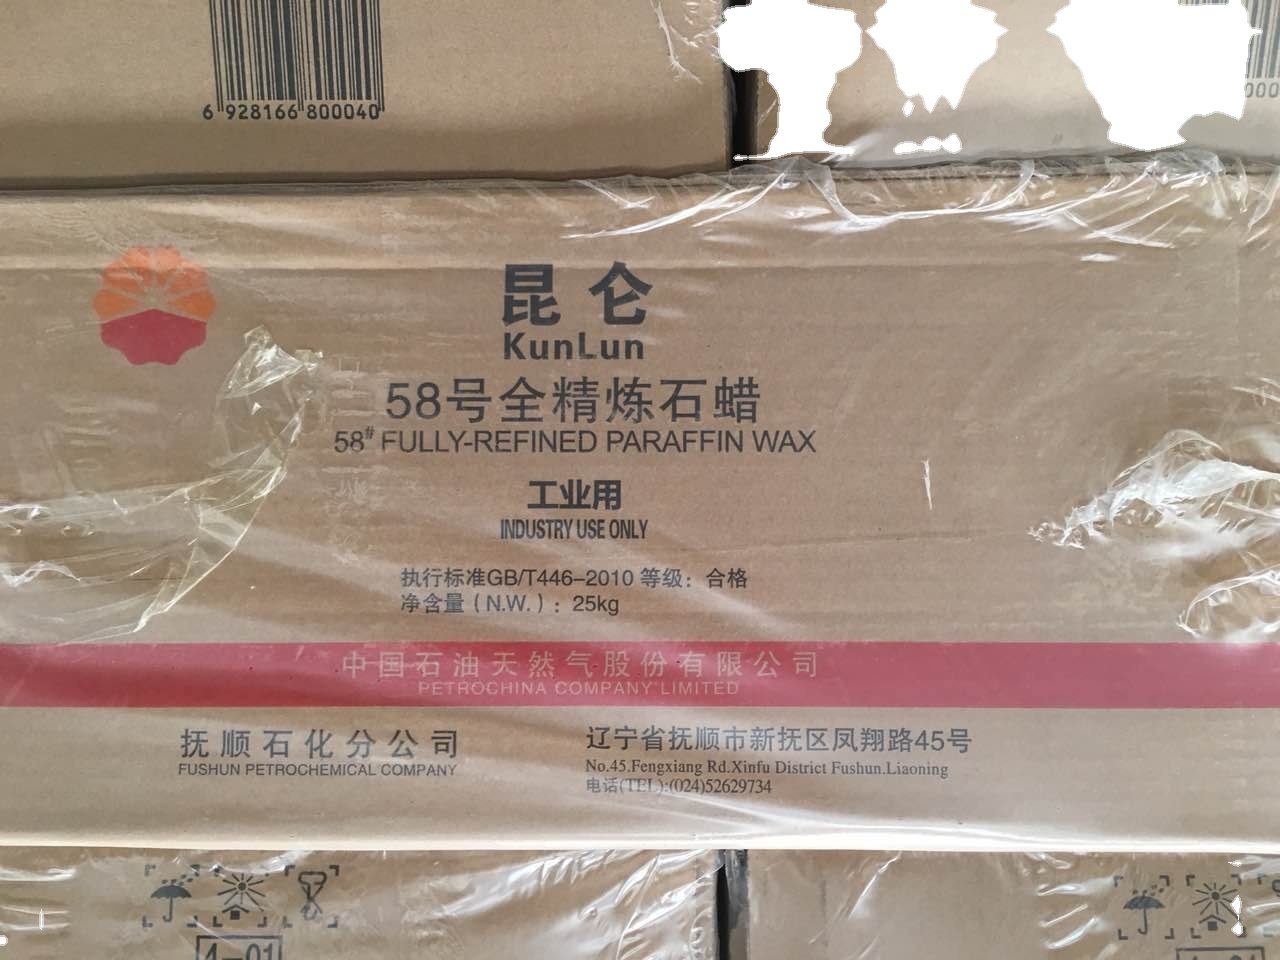 6 928166 800040
昆仑
KunLun
58号全精炼石蜡
58# FULLY-REFINED PARAFFIN WAX
工业用
INDUSTRY USE ONLY
执行标准GB/T446-2010 等级：合格
净含量（N.W.）：25kg
中国石油天然气股份有限公司
PETROCHINA COMPANY LIMITED
抚顺石化分公司
FUSHUN PETROCHEMICAL COMPANY
辽宁省抚顺市新抚区凤翔路45号
No.45.Fengxiang Rd.Xinfu District Fushun.Liaoning
电话(TEL):(024)52629734
4-01